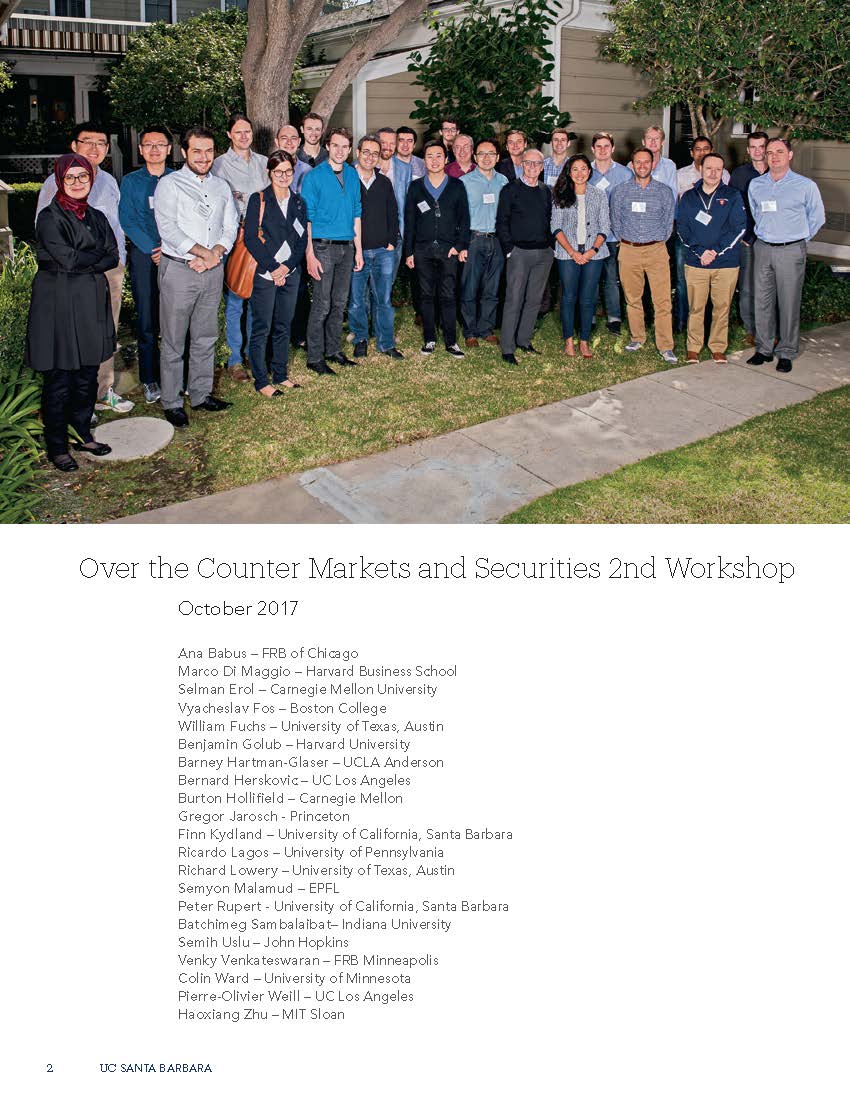 Over the Counter Markets and Securities 2nd Workshop
October 2017
Ana Babus – FRB of Chicago
Marco Di Maggio – Harvard Business School
Selman Erol – Carnegie Mellon University
Vyacheslav Fos – Boston College
William Fuchs – University of Texas, Austin
Benjamin Golub – Harvard University
Barney Hartman-Glaser – UCLA Anderson
Bernard Herskovic – UC Los Angeles
Burton Hollifield – Carnegie Mellon
Gregor Jarosch - Princeton
Finn Kydland – University of California, Santa Barbara
Ricardo Lagos – University of Pennsylvania
Richard Lowery – University of Texas, Austin
Semyon Malamud – EPFL
Peter Rupert - University of California, Santa Barbara
Batchimeg Sambalaibat– Indiana University
Semih Uslu – John Hopkins
Venky Venkateswaran – FRB Minneapolis
Colin Ward – University of Minnesota
Pierre-Olivier Weill – UC Los Angeles
Haoxiang Zhu – MIT Sloan
2 UC SANTA BARBARA